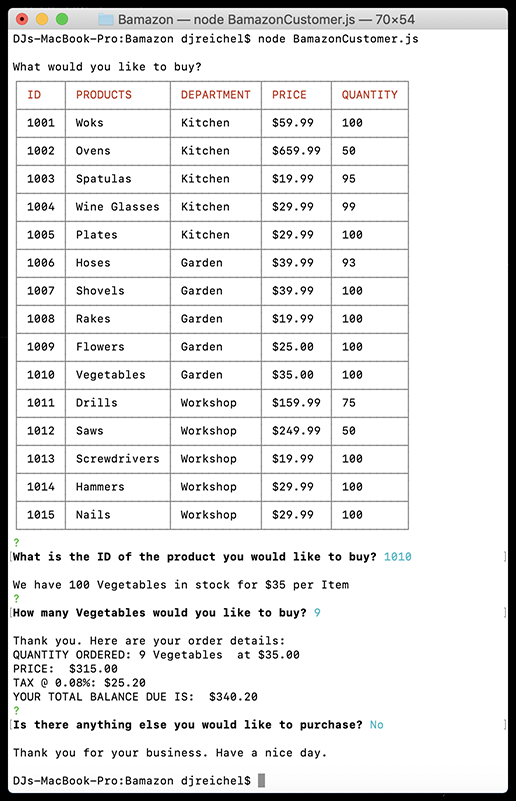 Bamazon — node BamazonCustomer.js — 70×54
DJs-MacBook-Pro:Bamazon djreichel$ node BamazonCustomer.js
What would you like to buy?
ID PRODUCTS DEPARTMENT PRICE QUANTITY
1001 Woks Kitchen $59.99 100
1002 Ovens Kitchen $659.99 50
1003 Spatulas Kitchen $19.99 95
1004 Wine Glasses Kitchen $29.99 99
1005 Plates Kitchen $29.99 100
1006 Hoses Garden $39.99 93
1007 Shovels Garden $39.99 100
1008 Rakes Garden $19.99 100
1009 Flowers Garden $25.00 100
1010 Vegetables Garden $35.00 100
1011 Drills Workshop $159.99 75
1012 Saws Workshop $249.99 50
1013 Screwdrivers Workshop $19.99 100
1014 Hammers Workshop $29.99 100
1015 Nails Workshop $29.99 100
?
[What is the ID of the product you would like to buy? 1010 ]
We have 100 Vegetables in stock for $35 per Item
?
[How many Vegetables would you like to buy? 9 ]
Thank you. Here are your order details:
QUANTITY ORDERED: 9 Vegetables  at $35.00
PRICE:  $315.00
TAX @ 0.08%: $25.20
YOUR TOTAL BALANCE DUE IS:  $340.20
?
[Is there anything else you would like to purchase? No ]
Thank you for your business. Have a nice day.
DJs-MacBook-Pro:Bamazon djreichel$